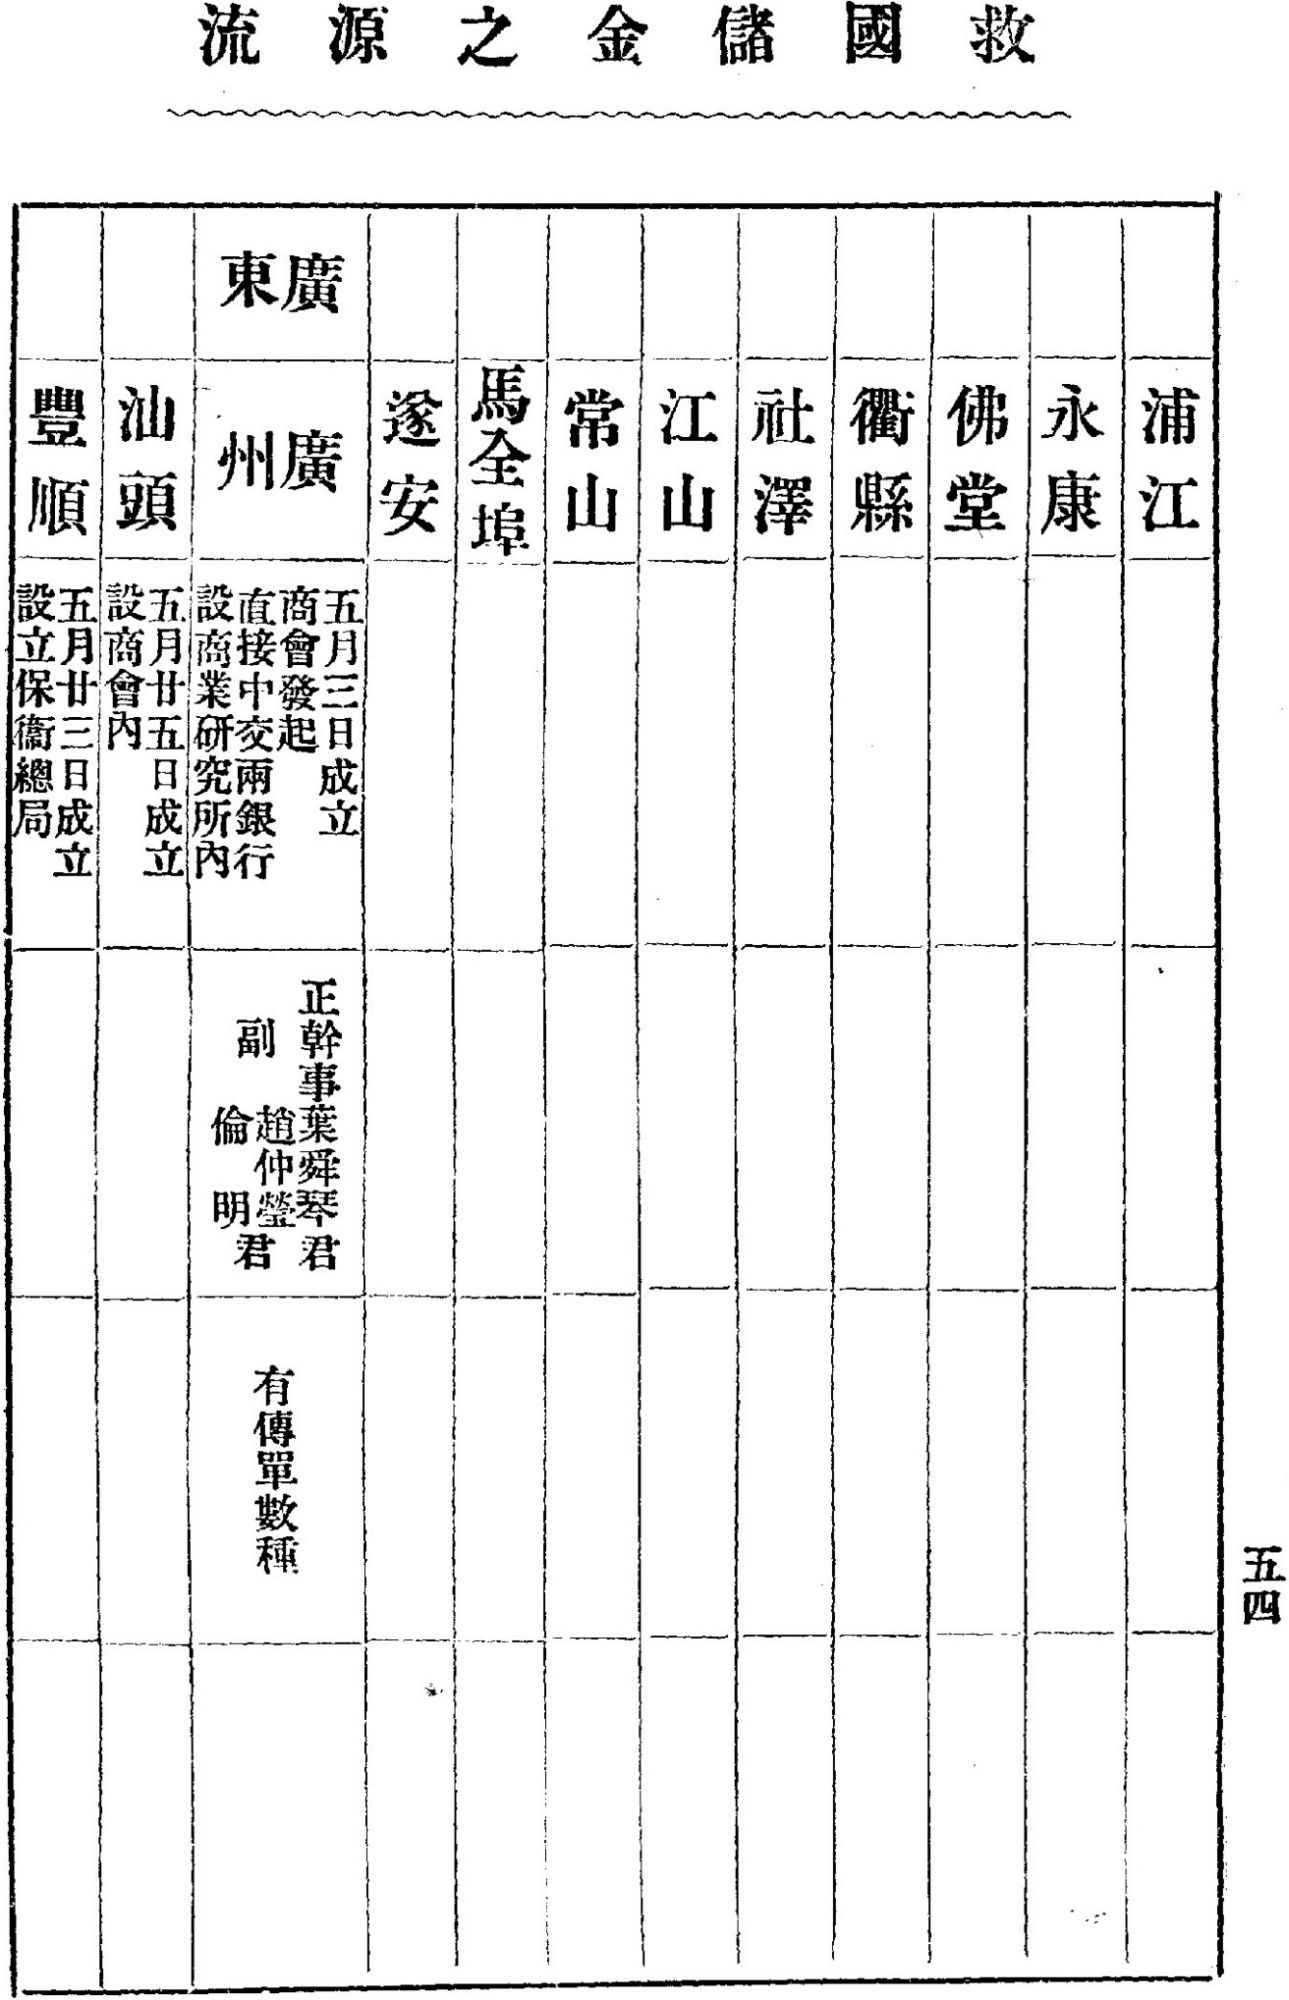 救國儲金之源流
浦江
永康
佛堂
衢縣
社澤
江山
常山
馬全埠
遂安
廣東
廣州
五月三日成立
商會發起
直接中交兩銀行
設商業研究所內
正幹事葉舜琴君
副 趙仲瑩君
倫明
有傳單數種
汕頭
五月廿五日成立
設商會內
豐順
五月廿三日成立
設立保衞總局
五四